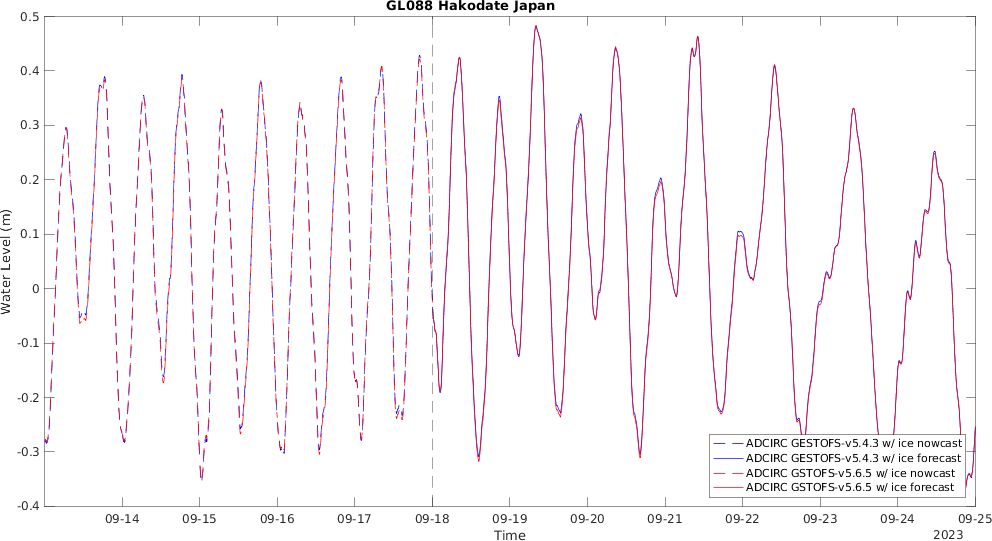 GL088 Hakodate Japan
0.5
0.4
0.3
0.2
0.1
0
-0.1
-0.2
-0.3
-0.4
Water Level (m)
ADCIRC GESTOFS-v5.4.3 w/ ice nowcast
ADCIRC GESTOFS-v5.4.3 w/ ice forecast
ADCIRC GSTOFS-v5.6.5 w/ ice nowcast
ADCIRC GSTOFS-v5.6.5 w/ ice forecast
09-14 09-15 09-16 09-17 09-18 09-19 09-20 09-21 09-22 09-23 09-24 09-25
Time
2023